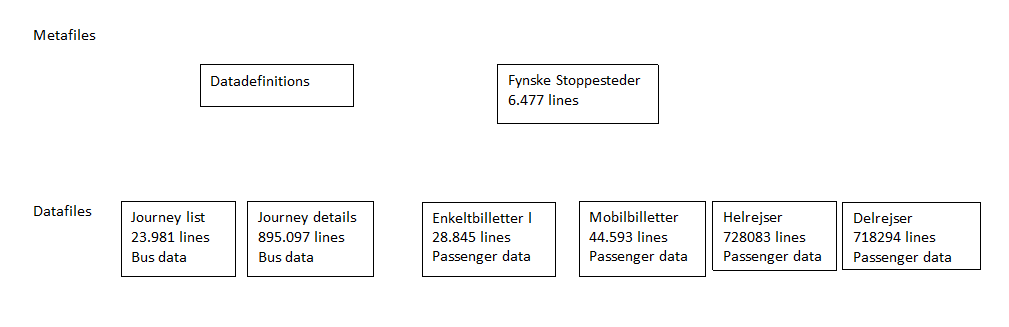 Metafiles
Datadefinitions
Fynske Stoppesteder
6.477 lines
Datafiles
Journey list
23.981 lines
Bus data
Journey details
895.097 lines
Bus data
Enkeltbilletter l
28.845 lines
Passenger data
Mobilbilletter
44.593 lines
Passenger data
Helrejser
728083 lines
Passenger data
Delrejser
718294 lines
Passenger data